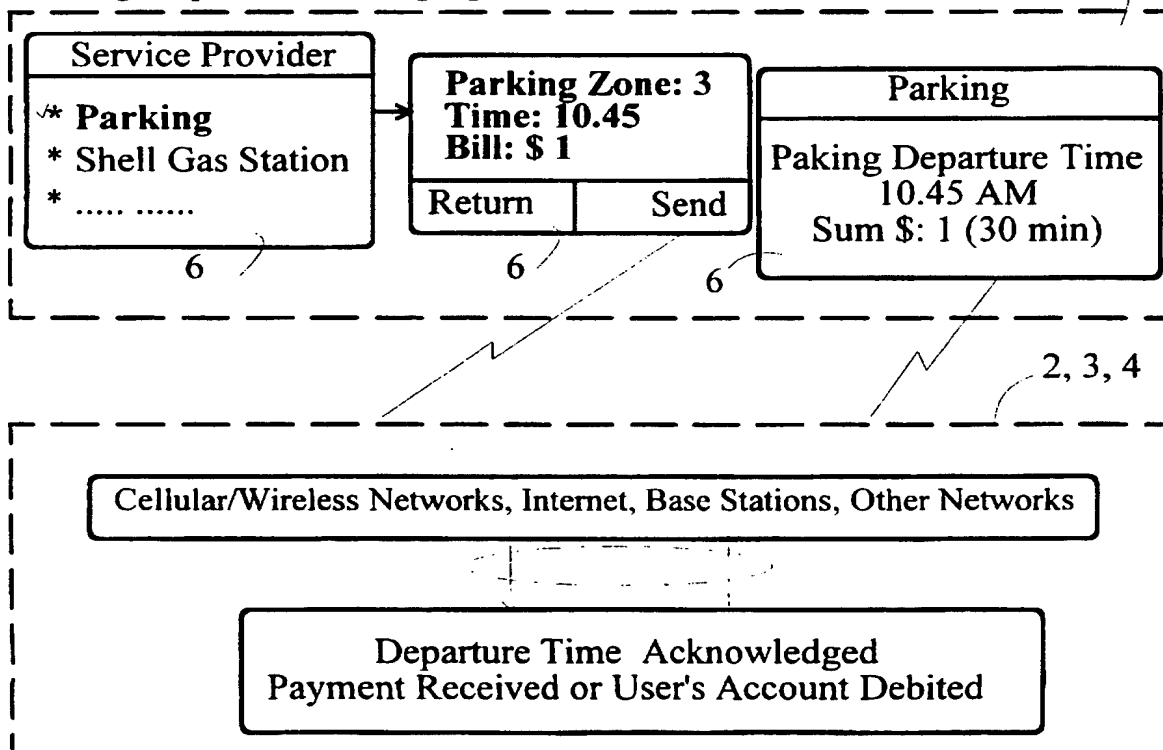 Service Provider
* Parking
* Shell Gas Station
* ..... ......
6
Parking Zone: 3
Time: 10.45
Bill: $ 1
Return Send
6
Parking
Paking Departure Time
10.45 AM
Sum $: 1 (30 min)
6
2, 3, 4
Cellular/Wireless Networks, Internet, Base Stations, Other Networks
Departure Time Acknowledged
Payment Received or User's Account Debited